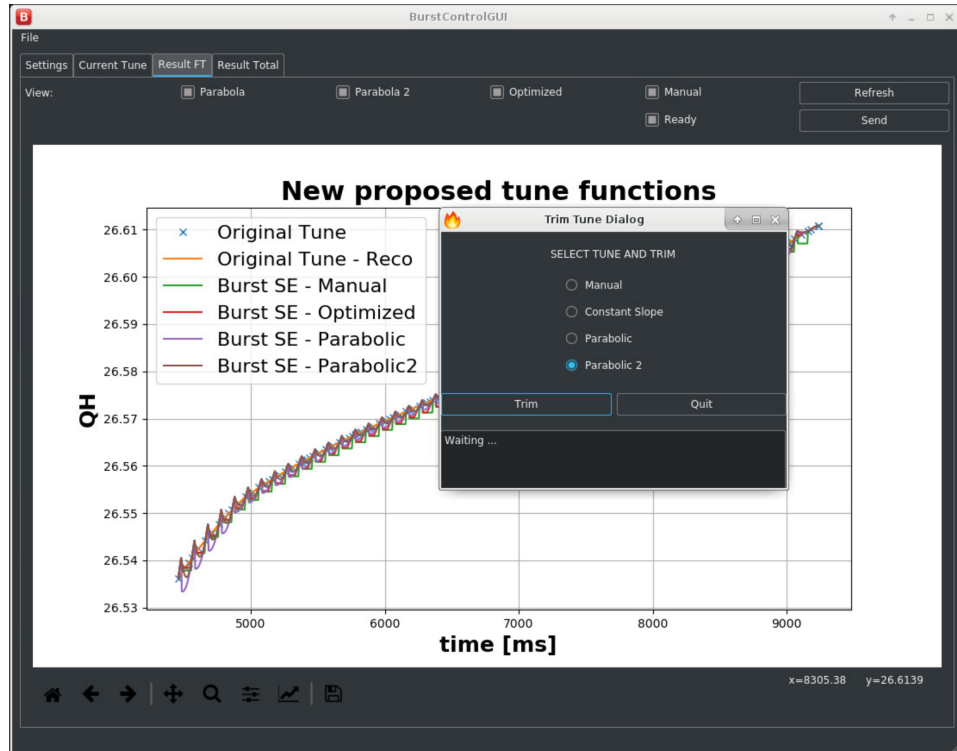 B BurstControlGUI
File
Settings Current Tune Result FT Result Total
View: Parabola Parabola 2 Optimized Manual Refresh
Ready Send
New proposed tune functions
Trim Tune Dialog
SELECT TUNE AND TRIM
Manual
Constant Slope
Parabolic
Parabolic 2
Trim Quit
Waiting ...
Original Tune
Original Tune - Reco
Burst SE - Manual
Burst SE - Optimized
Burst SE - Parabolic
Burst SE - Parabolic2
QH
26.61
26.60
26.59
26.58
26.57
26.56
26.55
26.54
26.53
5000 6000 7000 8000 9000
time [ms]
x=8305.38 y=26.6139